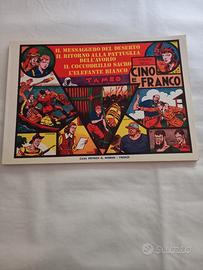 IL MESSAGGERO DEL DESERTO
IL RITORNO ALLA PATTUGLIA
DELL'AVORIO
IL COCCODRILLO SACRO
L'ELEFANTE BIANCO
CINO
E
FRANCO
CASA EDITRICE G. NERBINI - FIRENZE
subito